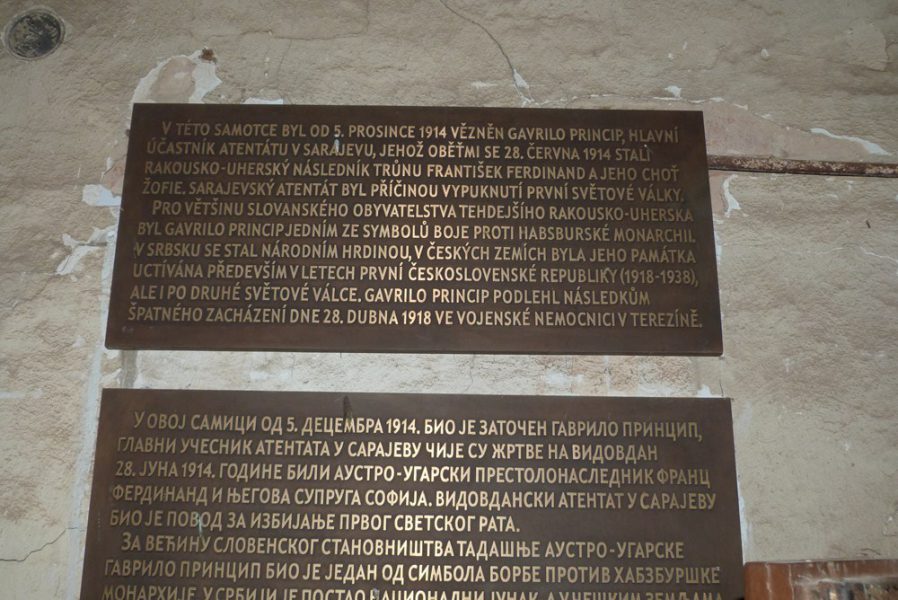 V TÉTO SAMOTCE BYL OD 5. PROSINCE 1914 VĚZNĚN GAVRILO PRINCIP, HLAVNÍ
ÚČASTNÍK ATENTÁTU V SARAJEVU, JEHOŽ OBĚŤMI SE 28. ČERVNA 1914 STALI
RAKOUSKO-UHERSKÝ NÁSLEDNÍK TRŮNU FRANTIŠEK FERDINAND A JEHO CHOŤ
ŽOFIE. SARAJEVSKÝ ATENTÁT BYL PŘÍČINOU VYPUKNUTÍ PRVNÍ SVĚTOVÉ VÁLKY.
PRO VĚTŠINU SLOVANSKÉHO OBYVATELSTVA TEHDEJŠÍHO RAKOUSKO-UHERSKA
BYL GAVRILO PRINCIP JEDNÍM ZE SYMBOLŮ BOJE PROTI HABSBURSKÉ MONARCHII.
V SRBSKU SE STAL NÁRODNÍM HRDINOU, V ČESKÝCH ZEMÍCH BYLA JEHO PAMÁTKA
UCTÍVÁNA PŘEDEVŠÍM V LETECH PRVNÍ ČESKOSLOVENSKÉ REPUBLIKY (1918-1938),
ALE I PO DRUHÉ SVĚTOVÉ VÁLCE. GAVRILO PRINCIP PODLEHL NÁSLEDKŮM
ŠPATNÉHO ZACHÁZENÍ DNE 28. DUBNA 1918 VE VOJENSKÉ NEMOCNICI V TEREZÍNĚ.
У ОВОЈ САМИЦИ ОД 5. ДЕЦЕМБРА 1914. БИО ЈЕ ЗАТОЧЕН ГАВРИЛО ПРИНЦИП,
ГЛАВНИ УЧЕСНИК АТЕНТАТА У САРАЈЕВУ ЧИЈЕ СУ ЖРТВЕ НА ВИДОВДАН
28. ЈУНА 1914. ГОДИНЕ БИЛИ АУСТРО-УГАРСКИ ПРЕСТОЛОНАСЛЕДНИК ФРАНЦ
ФЕРДИНАНД И ЊЕГОВА СУПРУГА СОФИЈА. ВИДОВДАНСКИ АТЕНТАТ У САРАЈЕВУ
БИО ЈЕ ПОВОД ЗА ИЗБИЈАЊЕ ПРВОГ СВЕТСКОГ РАТА.
ЗА ВЕЋИНУ СЛОВЕНСКОГ СТАНОВНИШТВА ТАДАШЊЕ АУСТРО-УГАРСКЕ
ГАВРИЛО ПРИНЦИП БИО ЈЕ ЈЕДАН ОД СИМБОЛА БОРБЕ ПРОТИВ ХАБЗБУРШКЕ
МОНАРХИЈЕ. У СРБИЈИ ЈЕ ПОСТАО НАЦИОНАЛНИ ЈУНАК, А У ЧЕШКИМ ЗЕМЉАМА